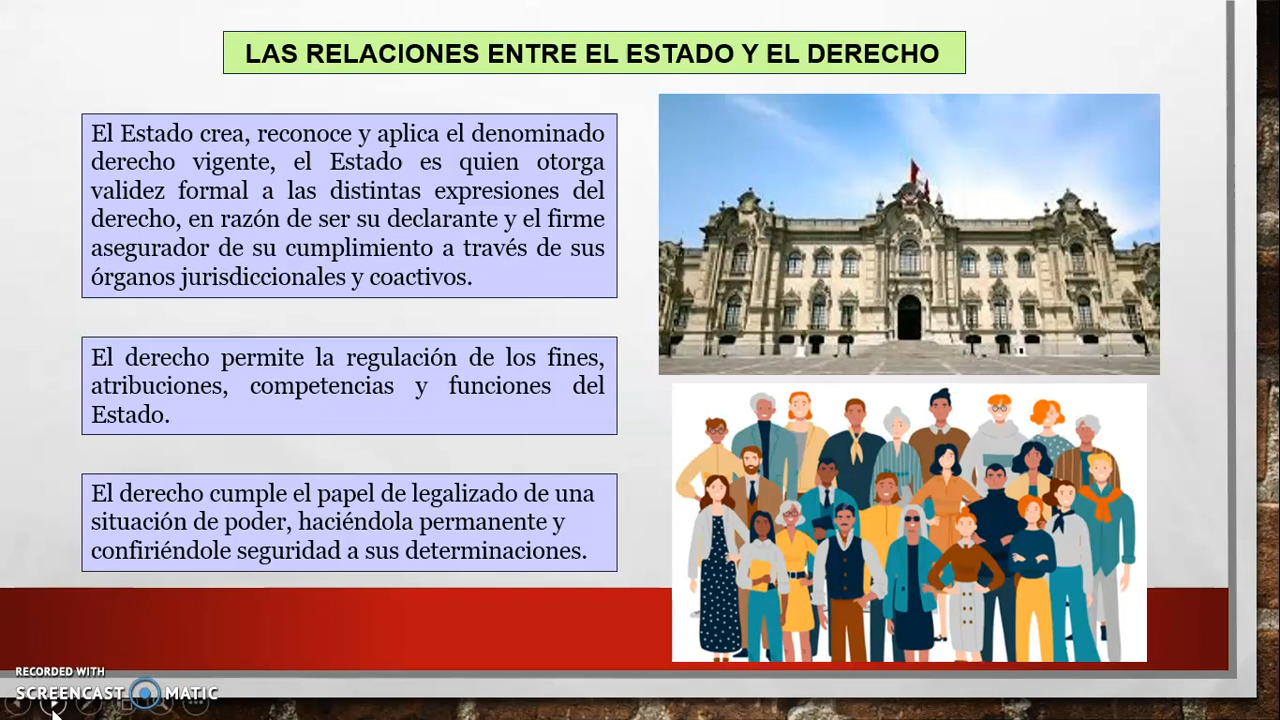 LAS RELACIONES ENTRE EL ESTADO Y EL DERECHO
El Estado crea, reconoce y aplica el denominado
derecho vigente, el Estado es quien otorga
validez formal a las distintas expresiones del
derecho, en razón de ser su declarante y el firme
asegurador de su cumplimiento a través de sus
órganos jurisdiccionales y coactivos.
El derecho permite la regulación de los fines,
atribuciones, competencias y funciones del
Estado.
El derecho cumple el papel de legalizado de una
situación de poder, haciéndola permanente y
confiriéndole seguridad a sus determinaciones.
RECORDED WITH
SCREENCAST MATIC